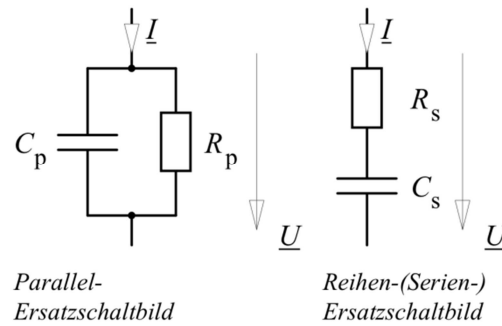 I
I
C_p
R_p
U
R_s
C_s
U
Parallel-
Ersatzschaltbild
Reihen-(Serien-)
Ersatzschaltbild